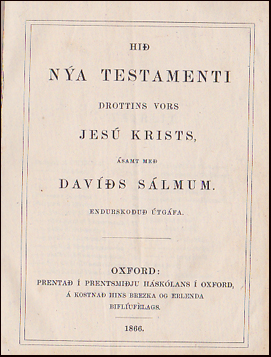 HIÐ
NÝA TESTAMENTI
DROTTINS VORS
JESÚ KRISTS,
ÁSAMT MEÐ
DAVÍÐS SÁLMUM.
ENDURSKOÐUÐ ÚTGÁFA.
OXFORD:
PRENTAÐ Í PRENTSMIÐJU HÁSKÓLANS Í OXFORD,
Á KOSTNAÐ HINS BREZKA OG ERLENDA
BIFLÍUFÈLAGS.
1866.